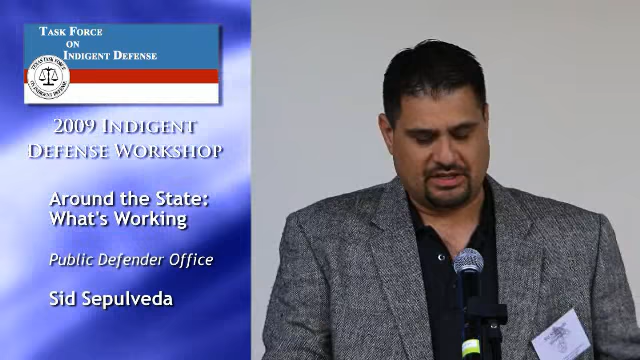 TASK FORCE
ON
INDIGENT DEFENSE
2009 INDIGENT
DEFENSE WORKSHOP
Around the State:
What's Working
Public Defender Office
Sid Sepulveda